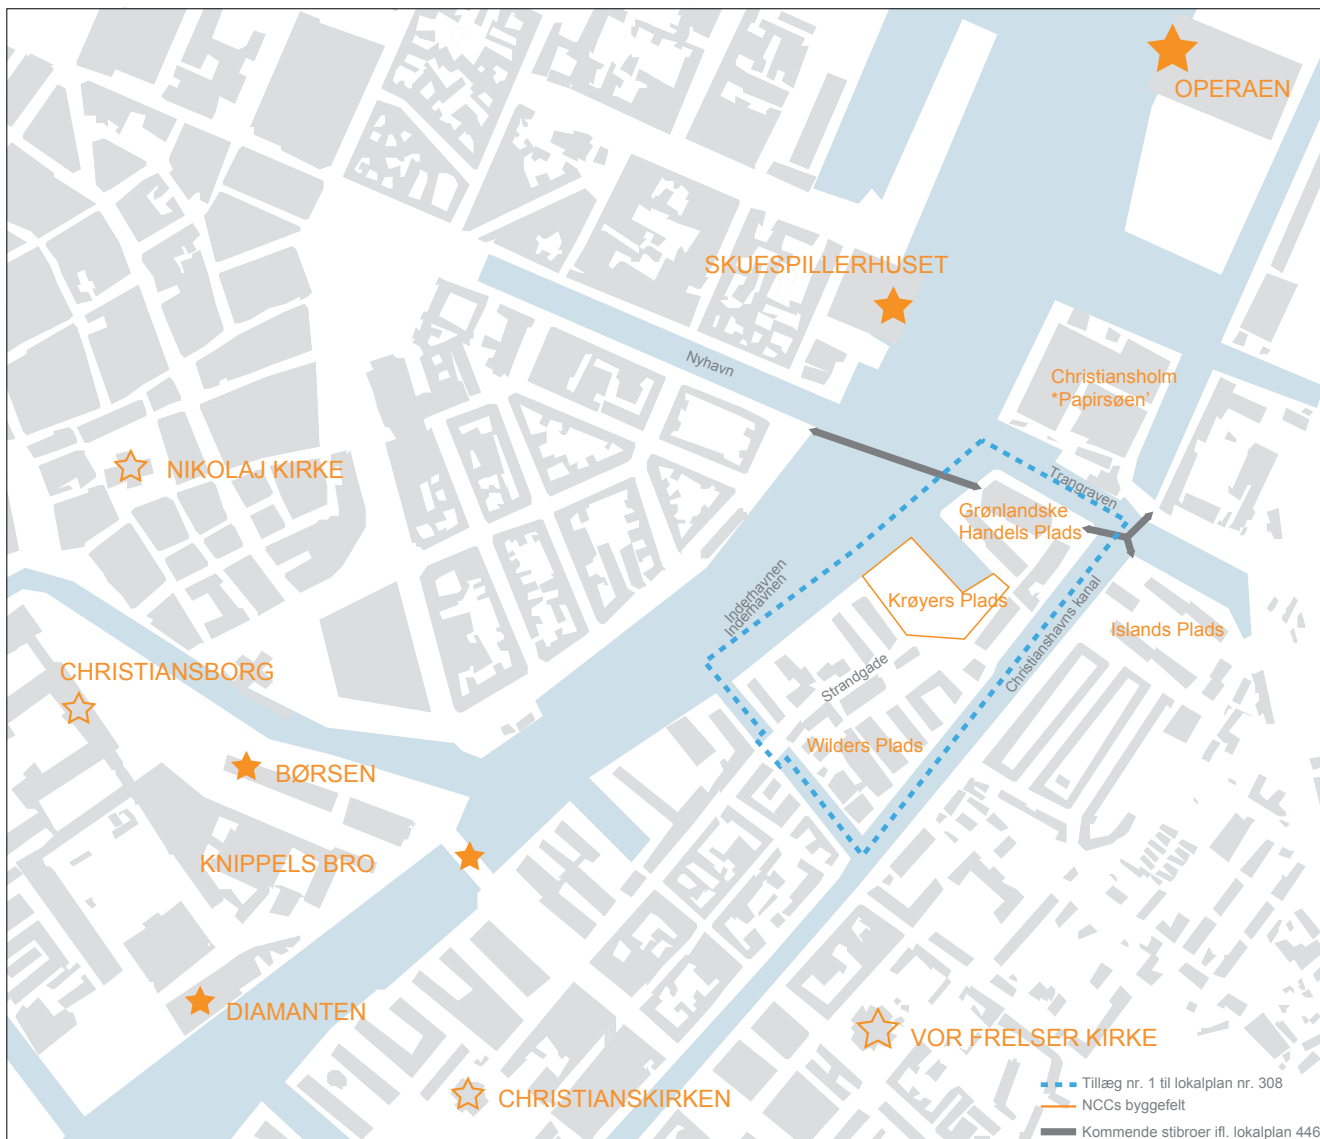 OPERAEN
SKUESPILLERHUSET
Nyhavn
Christiansholm
"Papirsøen'
NIKOLAJ KIRKE
Trangraven
Grønlandske
Handels Plads
Inderhavnen
Inderhavnen
Krøyers Plads
Christianshavns kanal
Islands Plads
CHRISTIANSBORG
Strandgade
Wilders Plads
BØRSEN
KNIPPELS BRO
DIAMANTEN
VOR FRELSER KIRKE
CHRISTIANSKIRKEN
Tillæg nr. 1 til lokalplan nr. 308
NCCs byggefelt
Kommende stibroer ifl. lokalplan 446